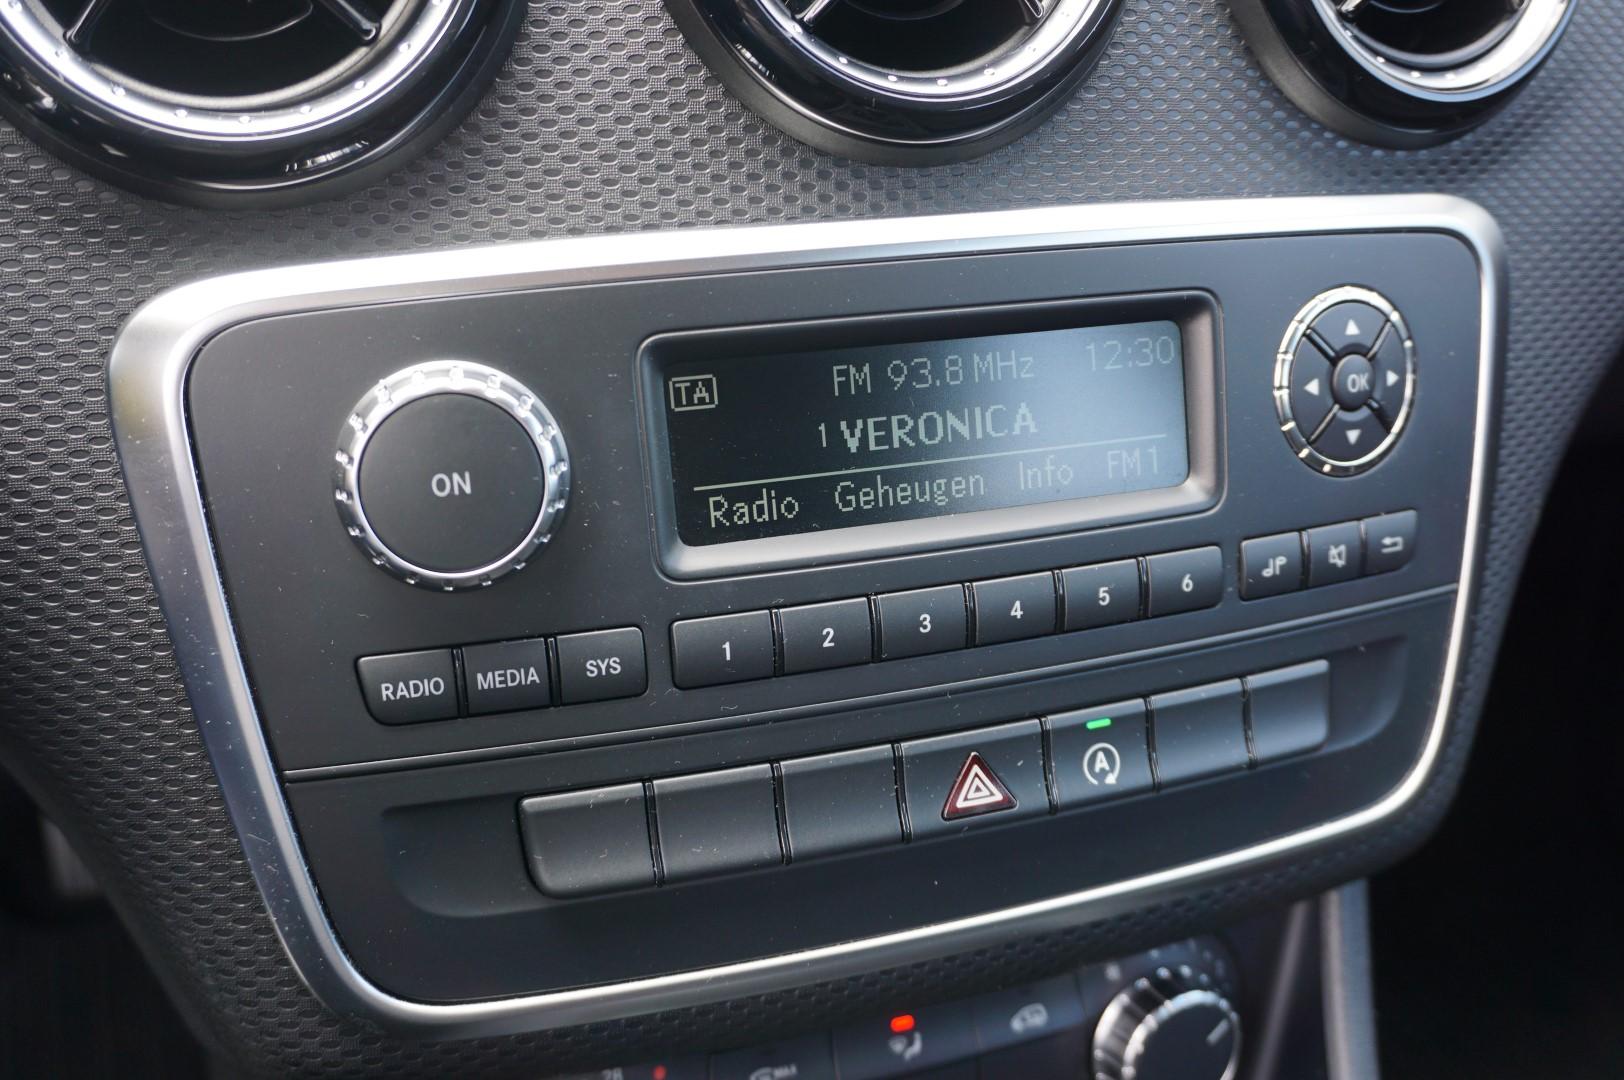 TA FM 93.8 MHz 12:30
1 VERONICA
Radio Geheugen Info FM1
ON
OK
RADIO MEDIA SYS 1 2 3 4 5 6
A
MAX